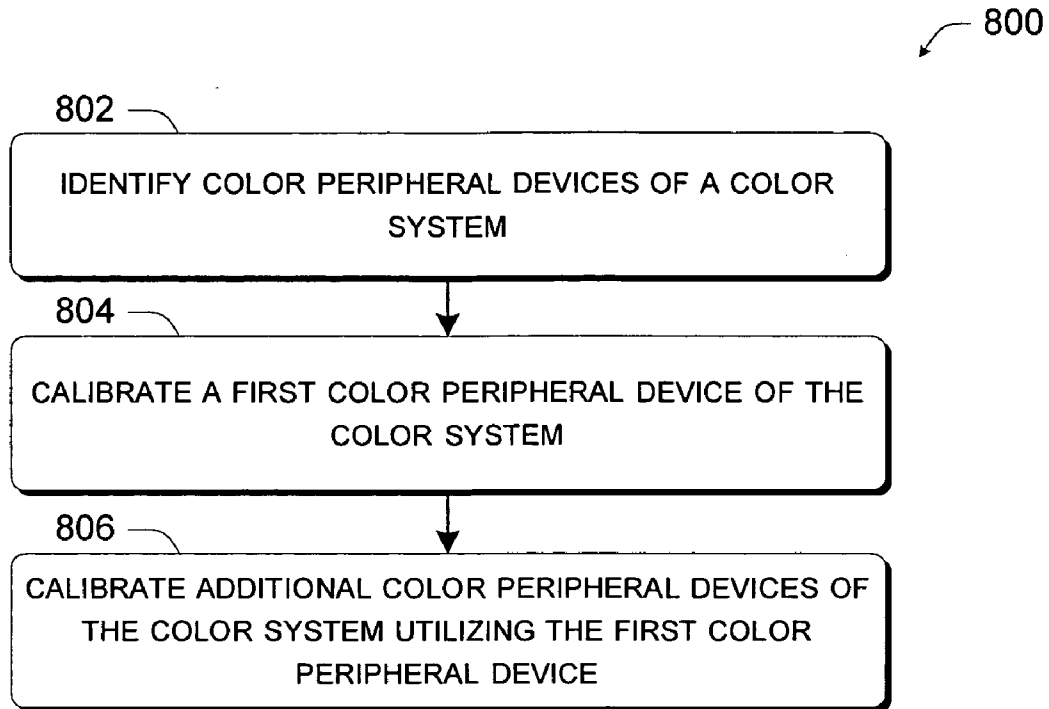 800
802
IDENTIFY COLOR PERIPHERAL DEVICES OF A COLOR
SYSTEM
804
CALIBRATE A FIRST COLOR PERIPHERAL DEVICE OF THE
COLOR SYSTEM
806
CALIBRATE ADDITIONAL COLOR PERIPHERAL DEVICES OF
THE COLOR SYSTEM UTILIZING THE FIRST COLOR
PERIPHERAL DEVICE